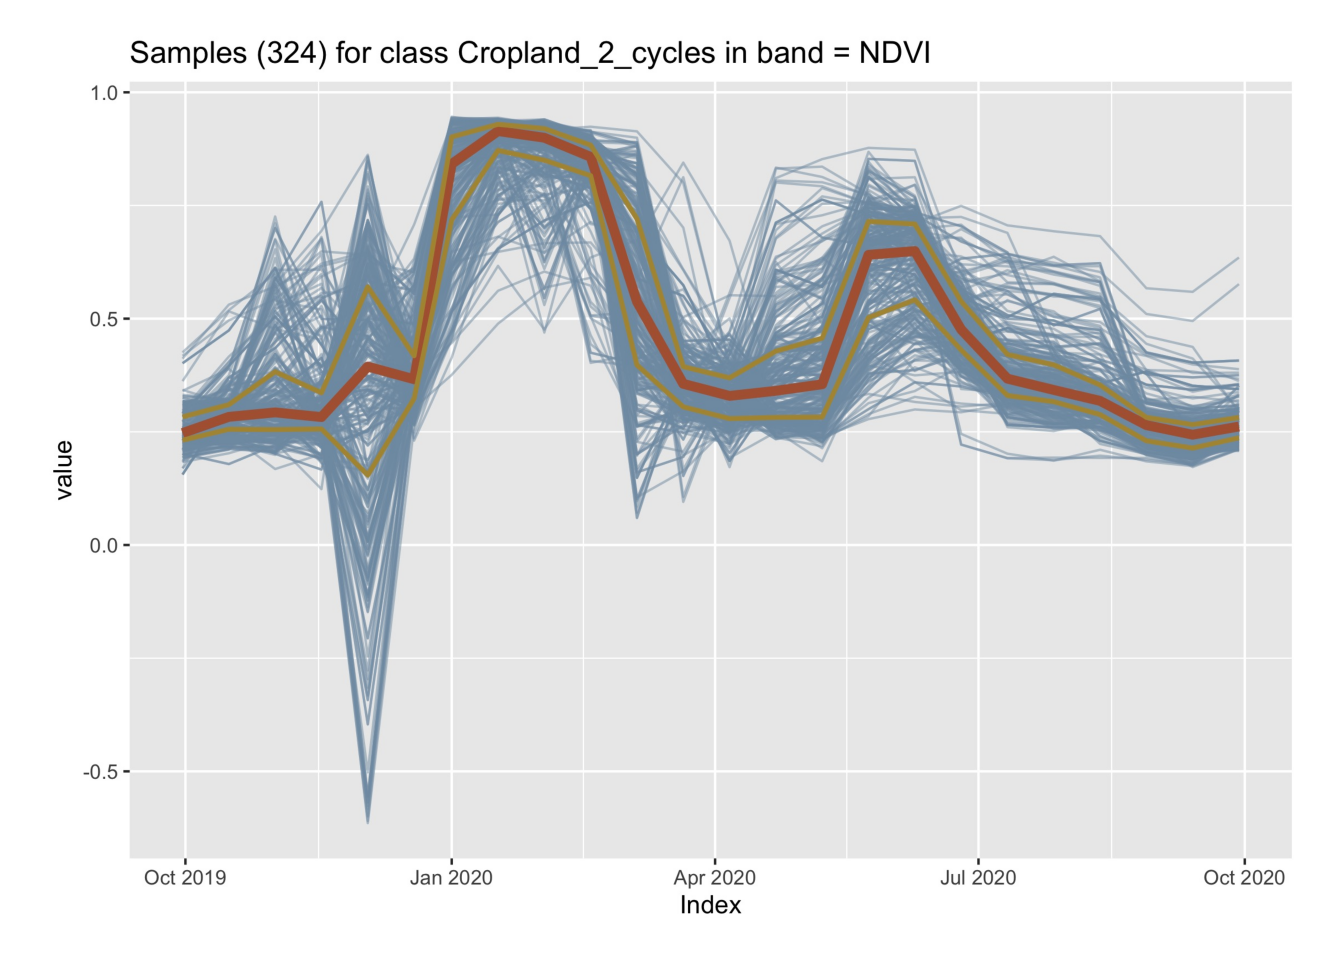 Samples (324) for class Cropland_2_cycles in band = NDVI
1.0
0.5
0.0
-0.5
value
Oct 2019
Jan 2020
Apr 2020
Jul 2020
Oct 2020
Index